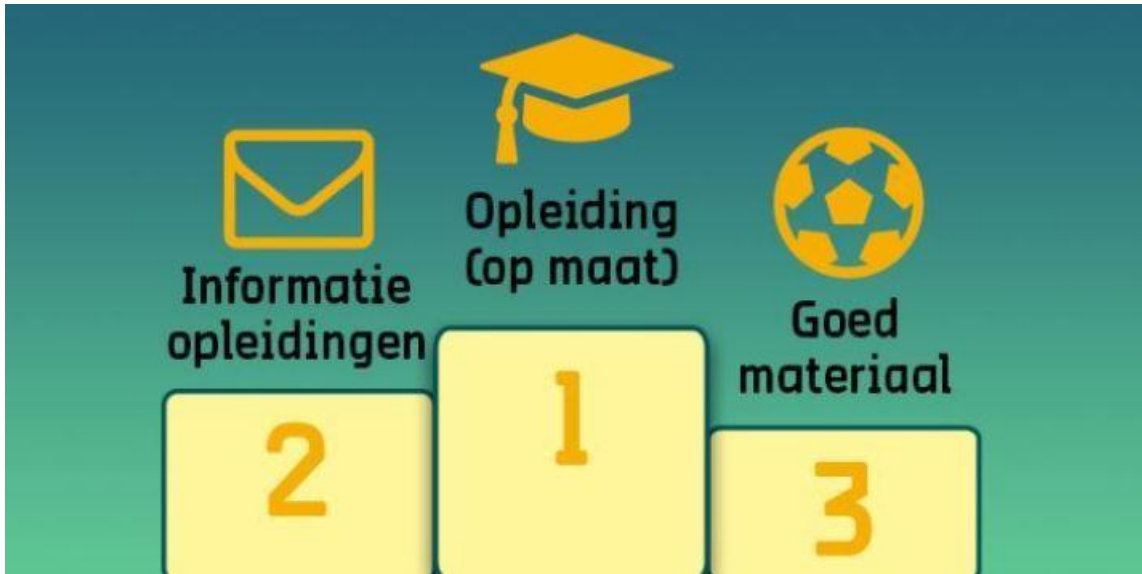 Opleiding
(op maat)
Informatie
opleidingen
Goed
materiaal
1
2
3